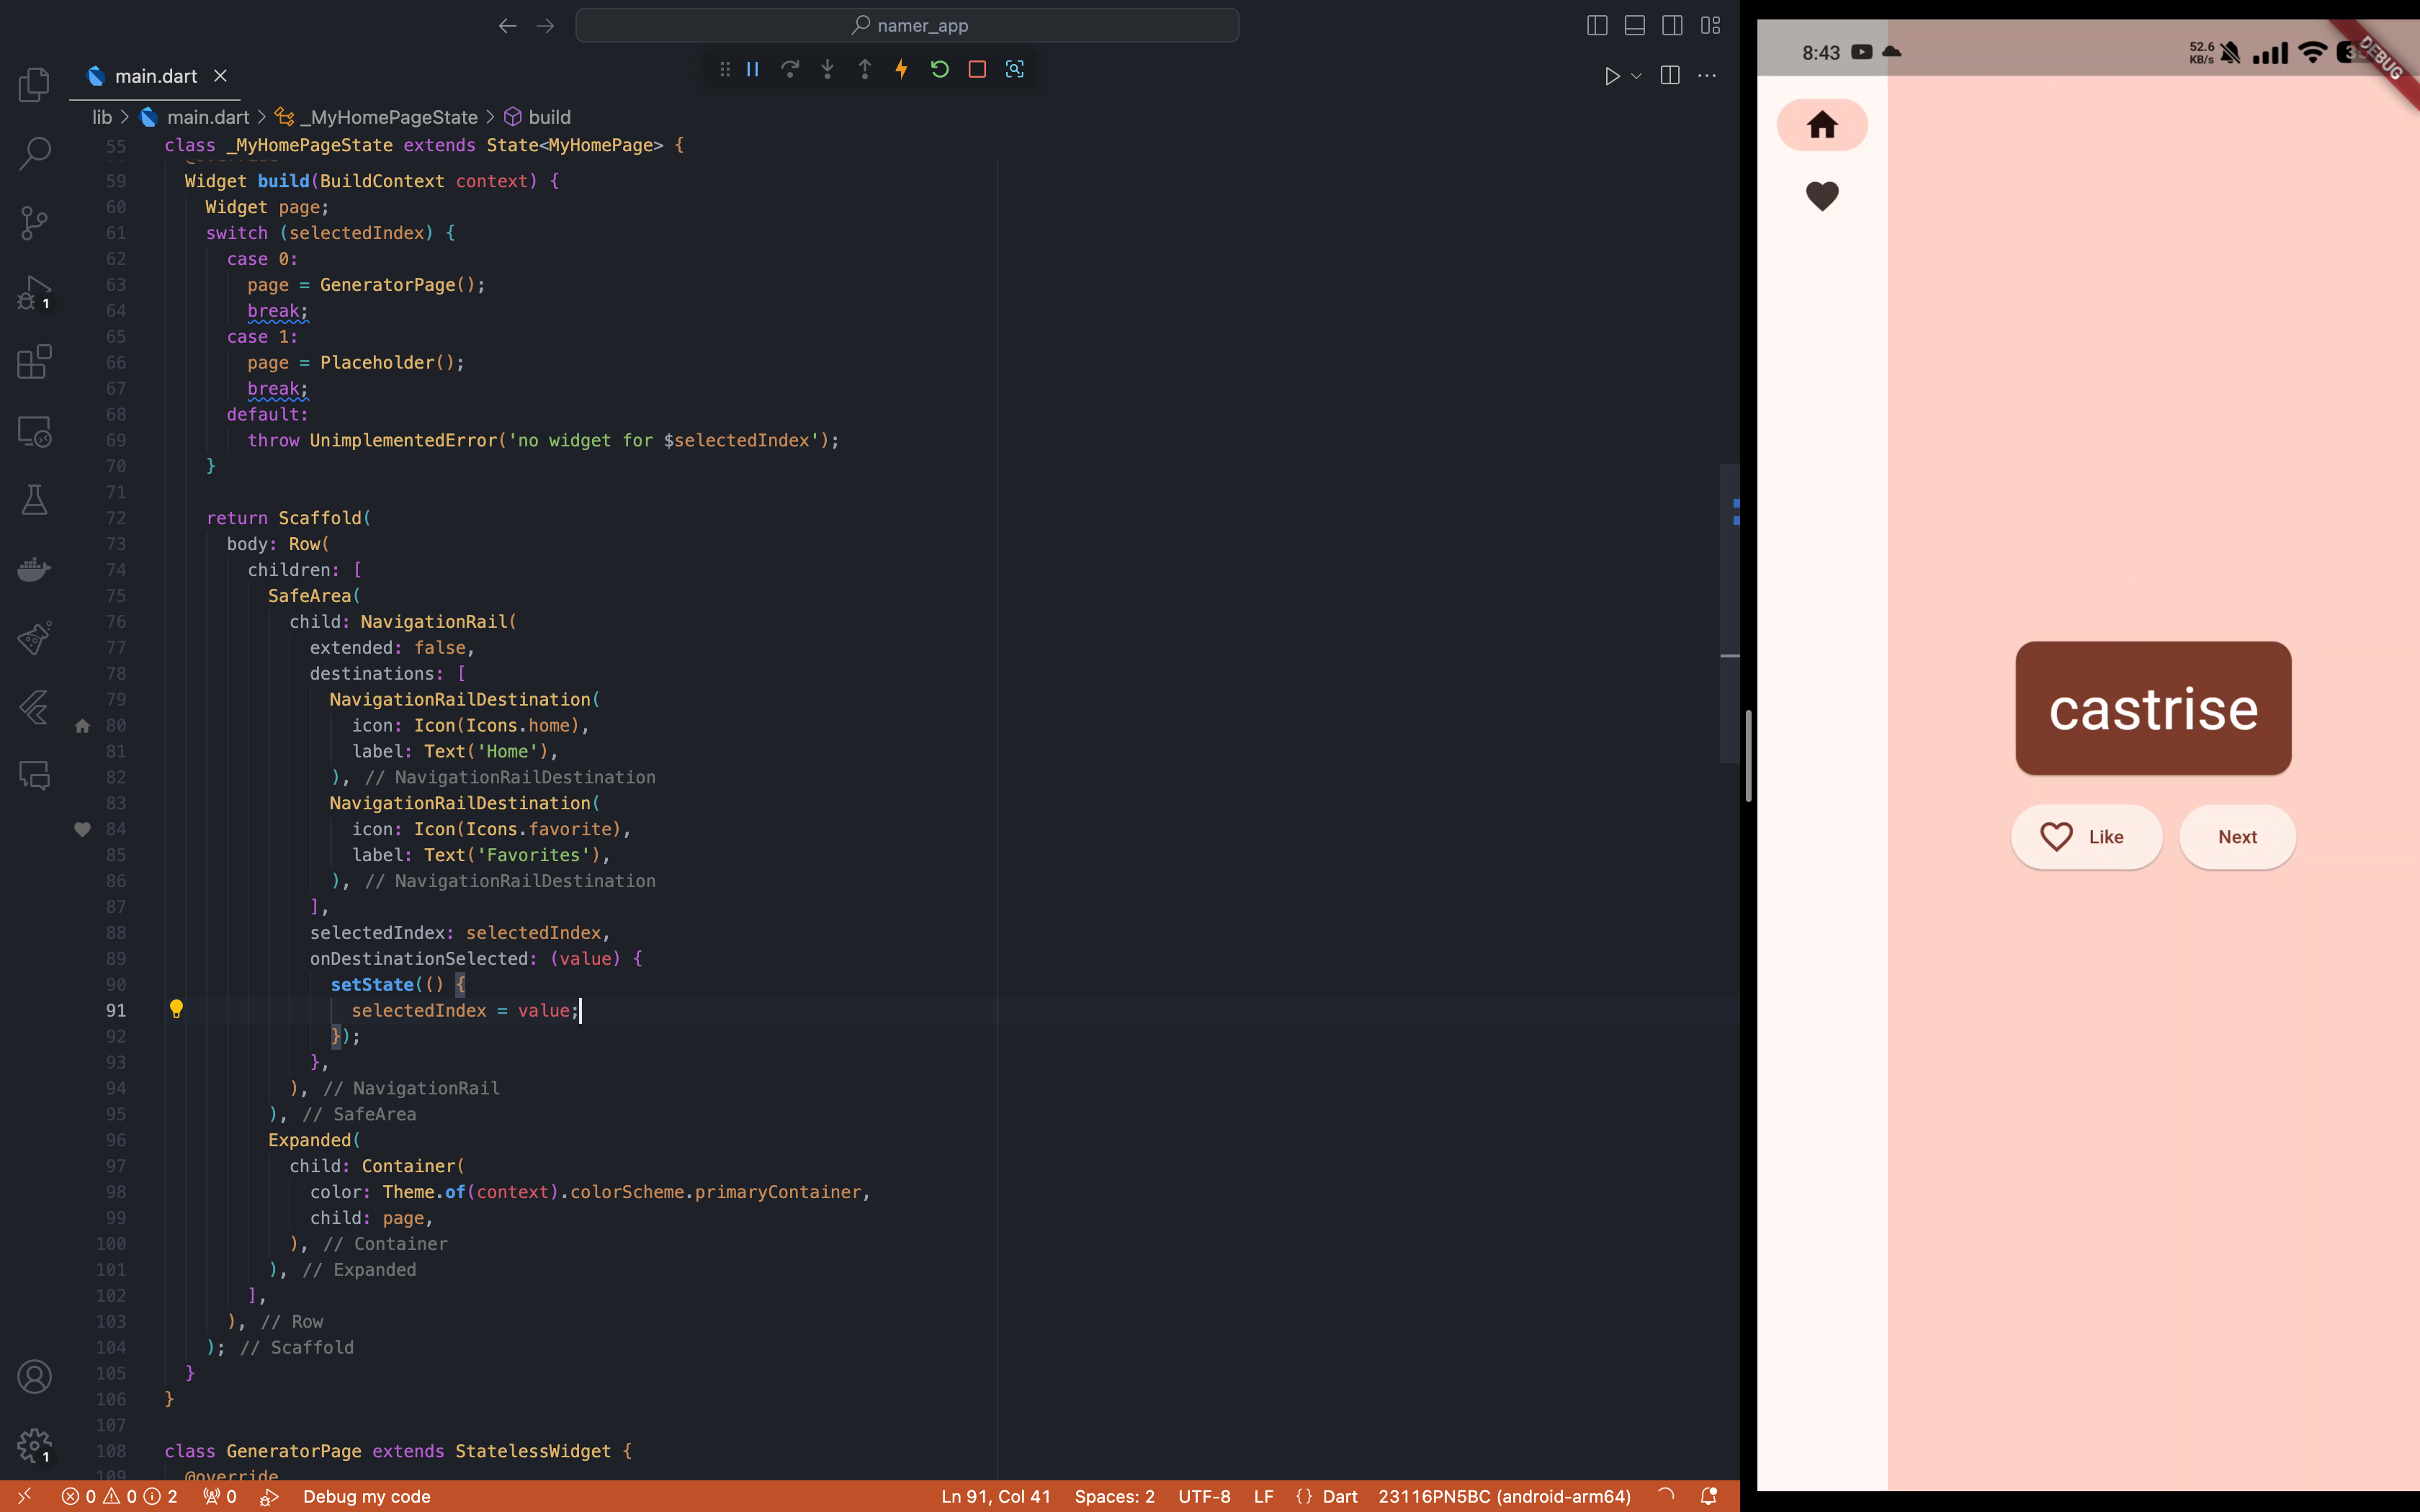 namer_app
main.dart
lib > main.dart > _MyHomePageState > build
55 class _MyHomePageState extends State<MyHomePage> {
59 Widget build(BuildContext context) {
60 Widget page;
61 switch (selectedIndex) {
62 case 0:
63 page = GeneratorPage();
64 break;
65 case 1:
66 page = Placeholder();
67 break;
68 default:
69 throw UnimplementedError('no widget for $selectedIndex');
70 }
71
72 return Scaffold(
73 body: Row(
74 children: [
75 SafeArea(
76 child: NavigationRail(
77 extended: false,
78 destinations: [
79 NavigationRailDestination(
80 icon: Icon(Icons.home),
81 label: Text('Home'),
82 ), // NavigationRailDestination
83 NavigationRailDestination(
84 icon: Icon(Icons.favorite),
85 label: Text('Favorites'),
86 ), // NavigationRailDestination
87 ],
88 selectedIndex: selectedIndex,
89 onDestinationSelected: (value) {
90 setState(() {
91 selectedIndex = value;
92 });
93 },
94 ), // NavigationRail
95 ), // SafeArea
96 Expanded(
97 child: Container(
98 color: Theme.of(context).colorScheme.primaryContainer,
99 child: page,
100 ), // Container
101 ), // Expanded
102 ],
103 ), // Row
104 ); // Scaffold
105 }
106 }
107
108 class GeneratorPage extends StatelessWidget {
109 @override
1
1
0 0 2 0 Debug my code Ln 91, Col 41 Spaces: 2 UTF-8 LF {} Dart 23116PN5BC (android-arm64)
8:43 52.6 KB/s
DEBUG
castrise
Like Next